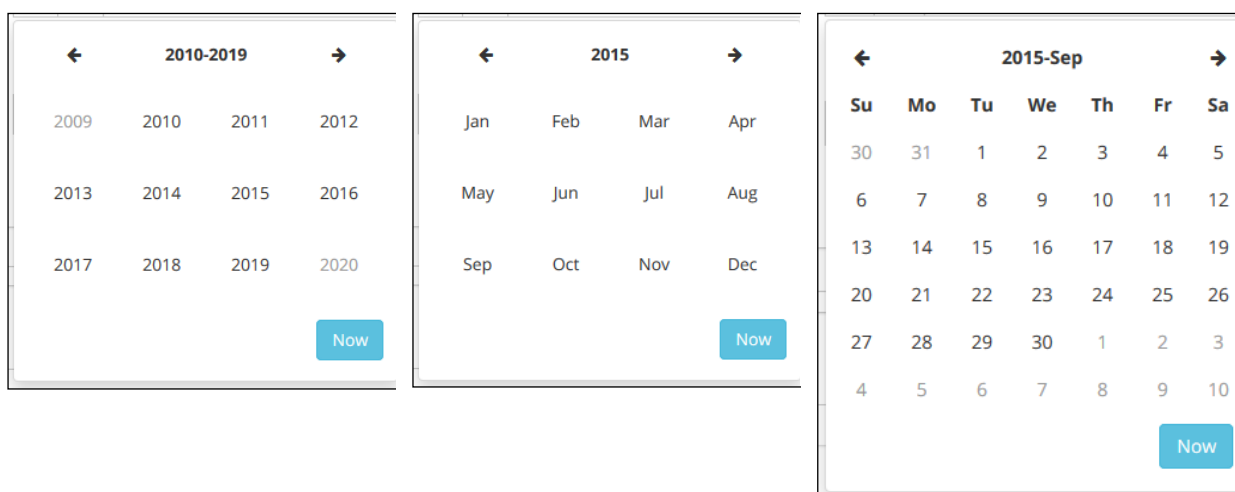 ← 2010-2019 →
2009 2010 2011 2012
2013 2014 2015 2016
2017 2018 2019 2020
Now
← 2015 →
Jan Feb Mar Apr
May Jun Jul Aug
Sep Oct Nov Dec
Now
← 2015-Sep →
Su Mo Tu We Th Fr Sa
30 31 1 2 3 4 5
6 7 8 9 10 11 12
13 14 15 16 17 18 19
20 21 22 23 24 25 26
27 28 29 30 1 2 3
4 5 6 7 8 9 10
Now